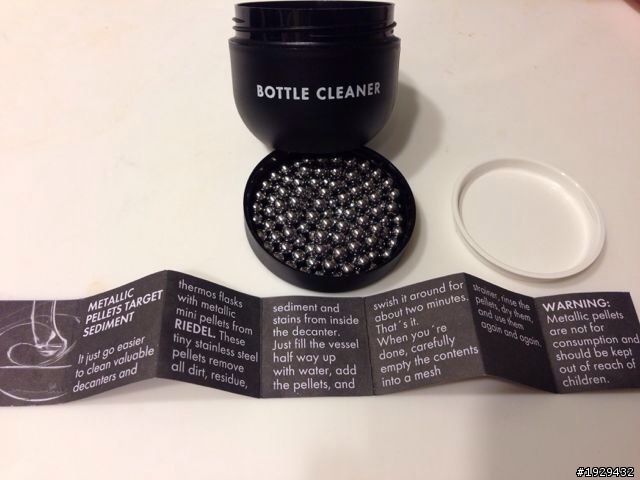 BOTTLE CLEANER
METALLIC
PELLETS TARGET
SEDIMENT
It just go easier
to clean valuable
decanters and
thermos flasks
with metallic
mini pellets from
RIEDEL. These
tiny stainless steel
pellets remove
all dirt, residue,
sediment and
stains from inside
the decanter.
Just fill the vessel
half way up
with water, add
the pellets, and
swish it around for
about two minutes.
That´s it.
When you´re
done, carefully
empty the contents
into a mesh
strainer, rinse the
pellets, dry them,
and use them
again and again.
WARNING:
Metallic pellets
are not for
consumption and
should be kept
out of reach of
children.
#1929432